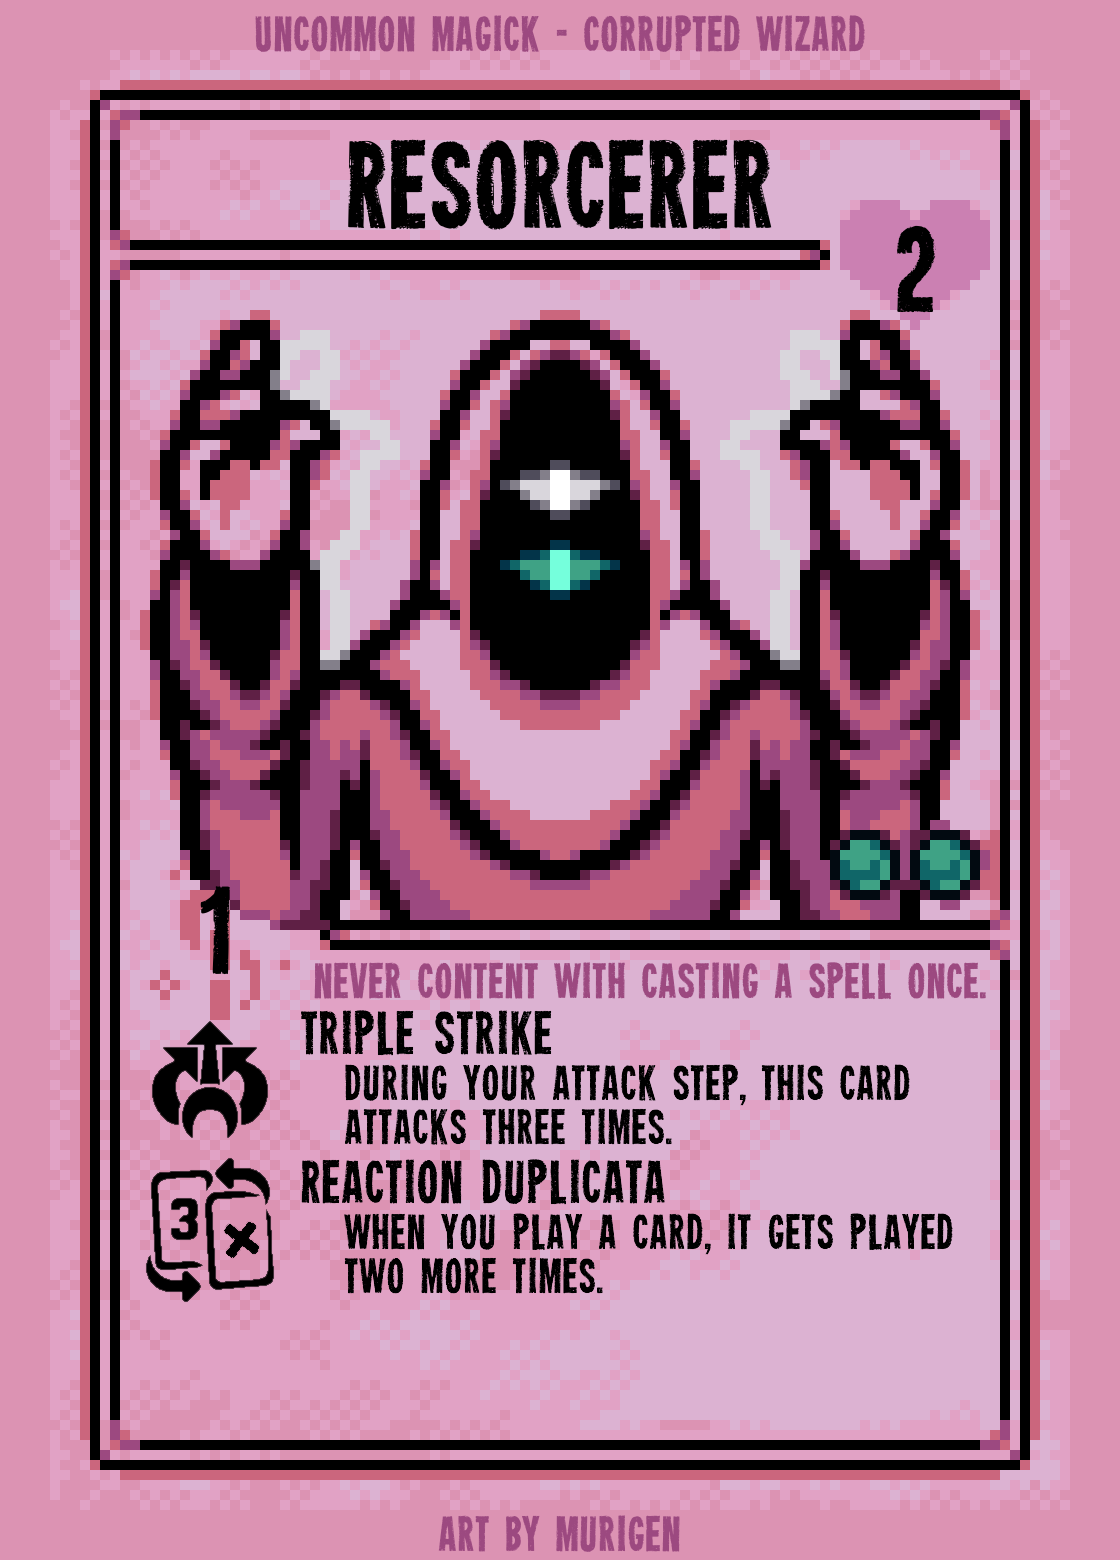 UNCOMMON MAGICK - CORRUPTED WIZARD
RESORCERER
2
1
NEVER CONTENT WITH CASTING A SPELL ONCE.
TRIPLE STRIKE
DURING YOUR ATTACK STEP, THIS CARD
ATTACKS THREE TIMES.
3 X
REACTION DUPLICATA
WHEN YOU PLAY A CARD, IT GETS PLAYED
TWO MORE TIMES.
ART BY MURIGEN